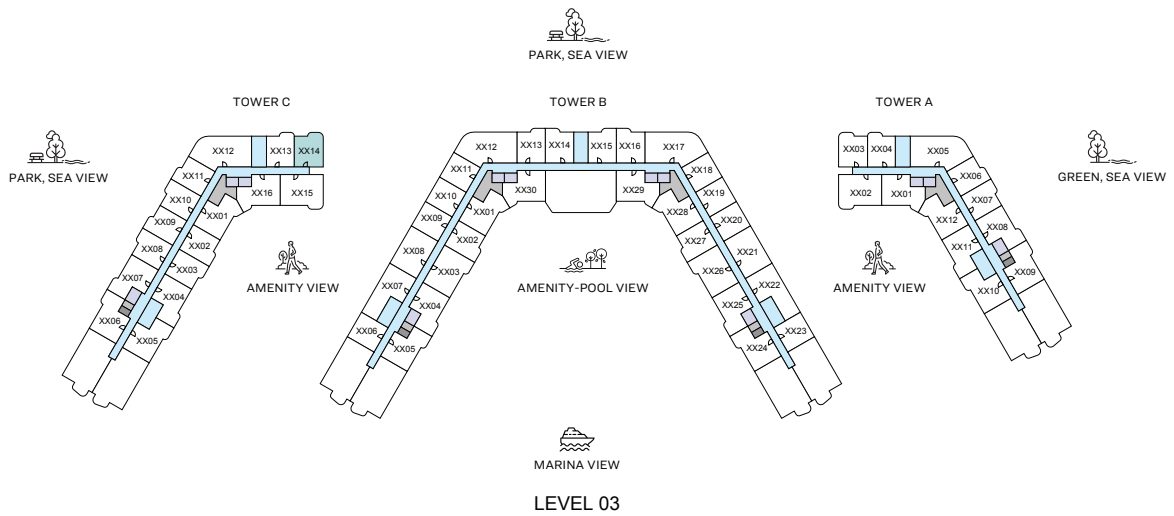 PARK, SEA VIEW
TOWER C
TOWER B
TOWER A
PARK, SEA VIEW
GREEN, SEA VIEW
XX12
XX13
XX14
XX11
XX16
XX15
XX10
XX01
XX09
XX02
XX08
XX03
XX07
XX04
XX06
XX05
XX12
XX13
XX14
XX15
XX16
XX17
XX11
XX30
XX29
XX18
XX10
XX01
XX28
XX19
XX09
XX02
XX27
XX20
XX08
XX03
XX26
XX21
XX07
XX04
XX25
XX22
XX06
XX05
XX24
XX23
XX03
XX04
XX05
XX02
XX01
XX06
XX12
XX07
XX11
XX08
XX10
XX09
AMENITY VIEW
AMENITY-POOL VIEW
AMENITY VIEW
MARINA VIEW
LEVEL 03